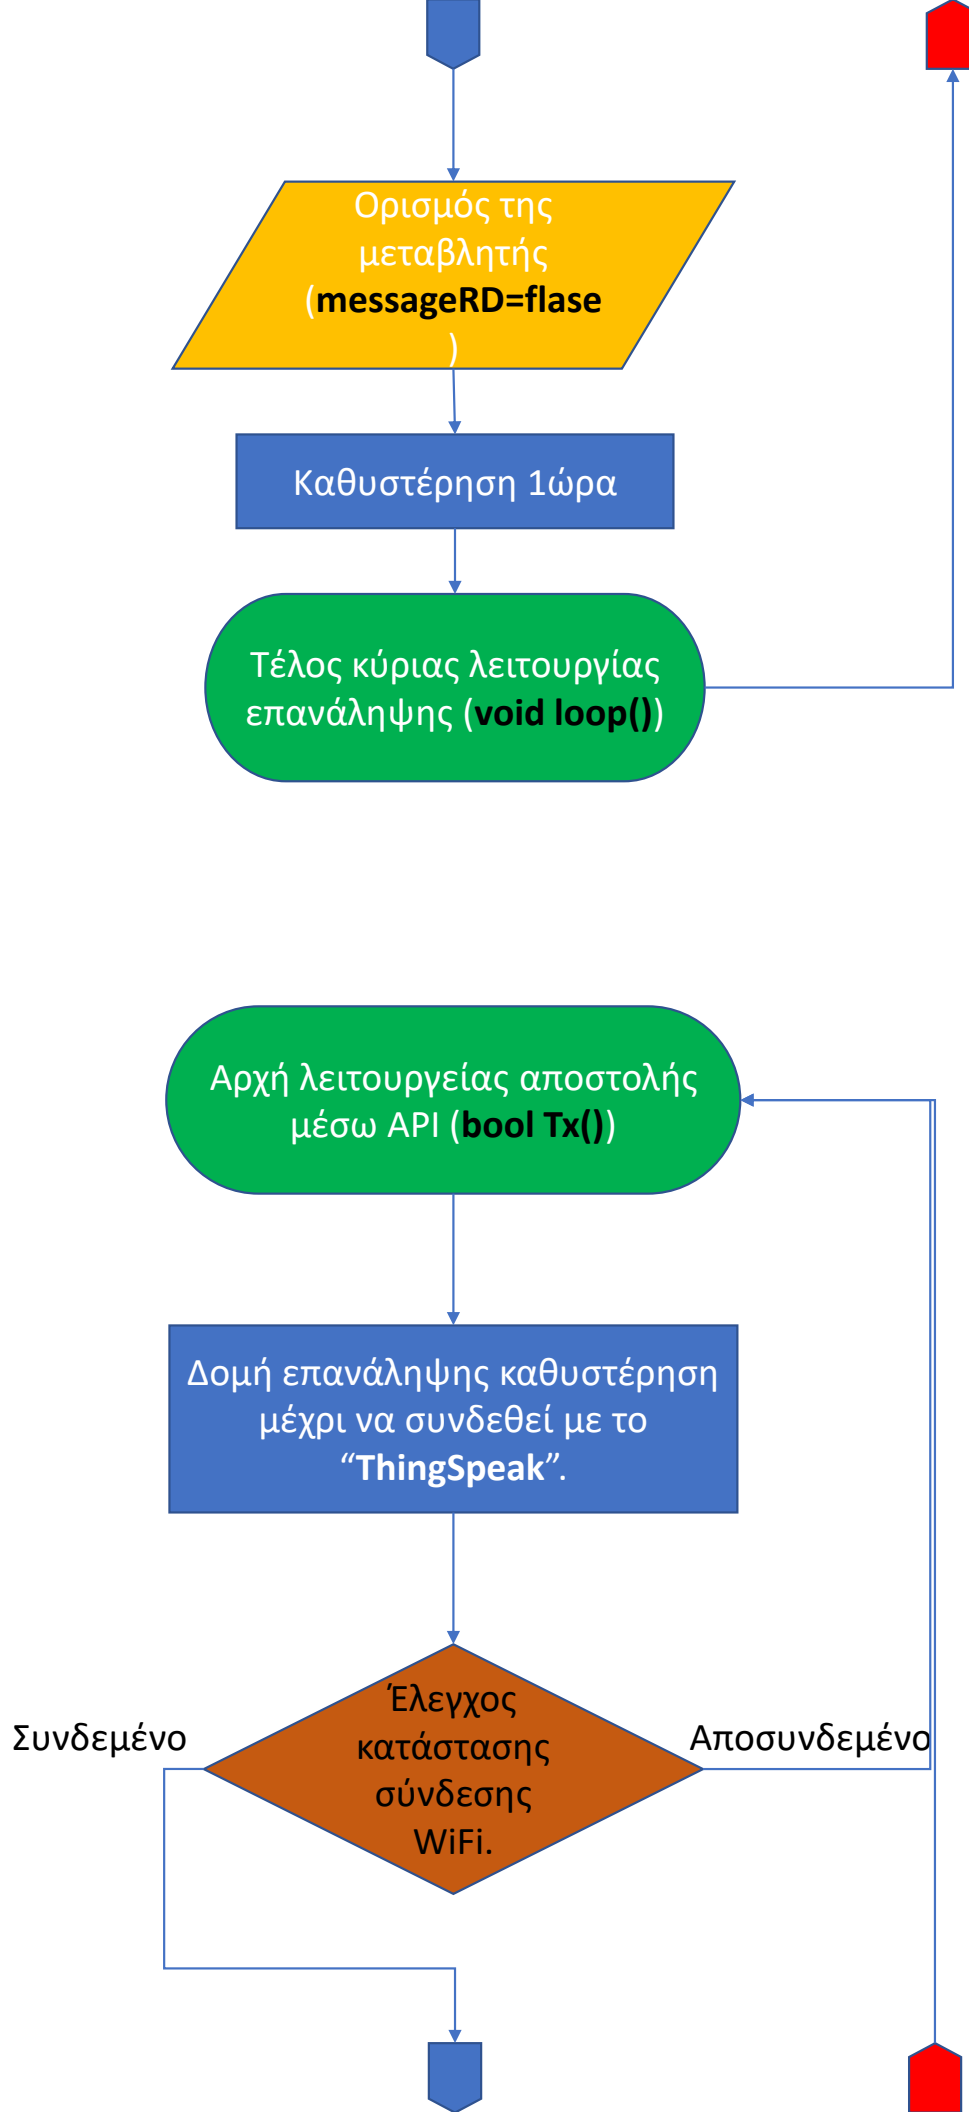 Ορισμός της
μεταβλητής
(messageRD=flase
)
Καθυστέρηση 1ώρα
Τέλος κύριας λειτουργίας
επανάληψης (void loop())
Αρχή λειτουργείας αποστολής
μέσω API (bool Tx())
Δομή επανάληψης καθυστέρηση
μέχρι να συνδεθεί με το
“ThingSpeak”.
Έλεγχος
κατάστασης
σύνδεσης
WiFi.
Συνδεμένο
Αποσυνδεμένο